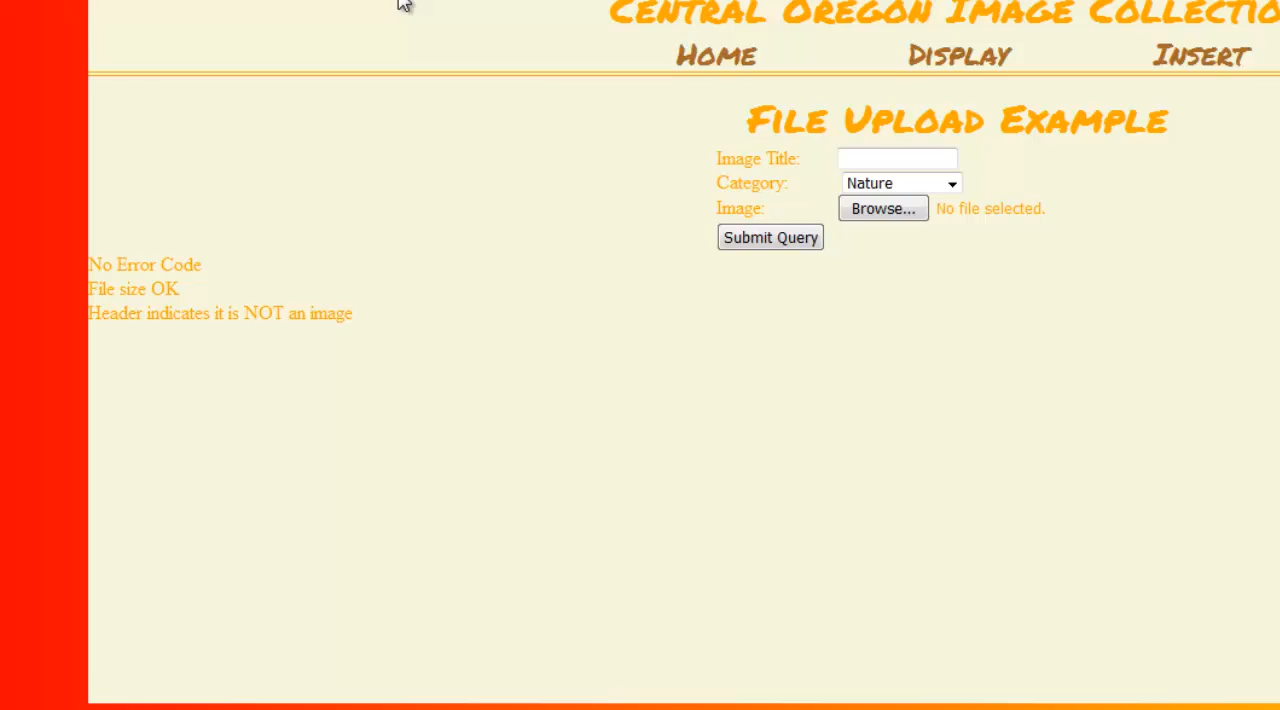 Central Oregon Image Collectio
Home Display Insert
File Upload Example
Image Title:
Category: Nature
Image: Browse... No file selected.
Submit Query
No Error Code
File size OK
Header indicates it is NOT an image